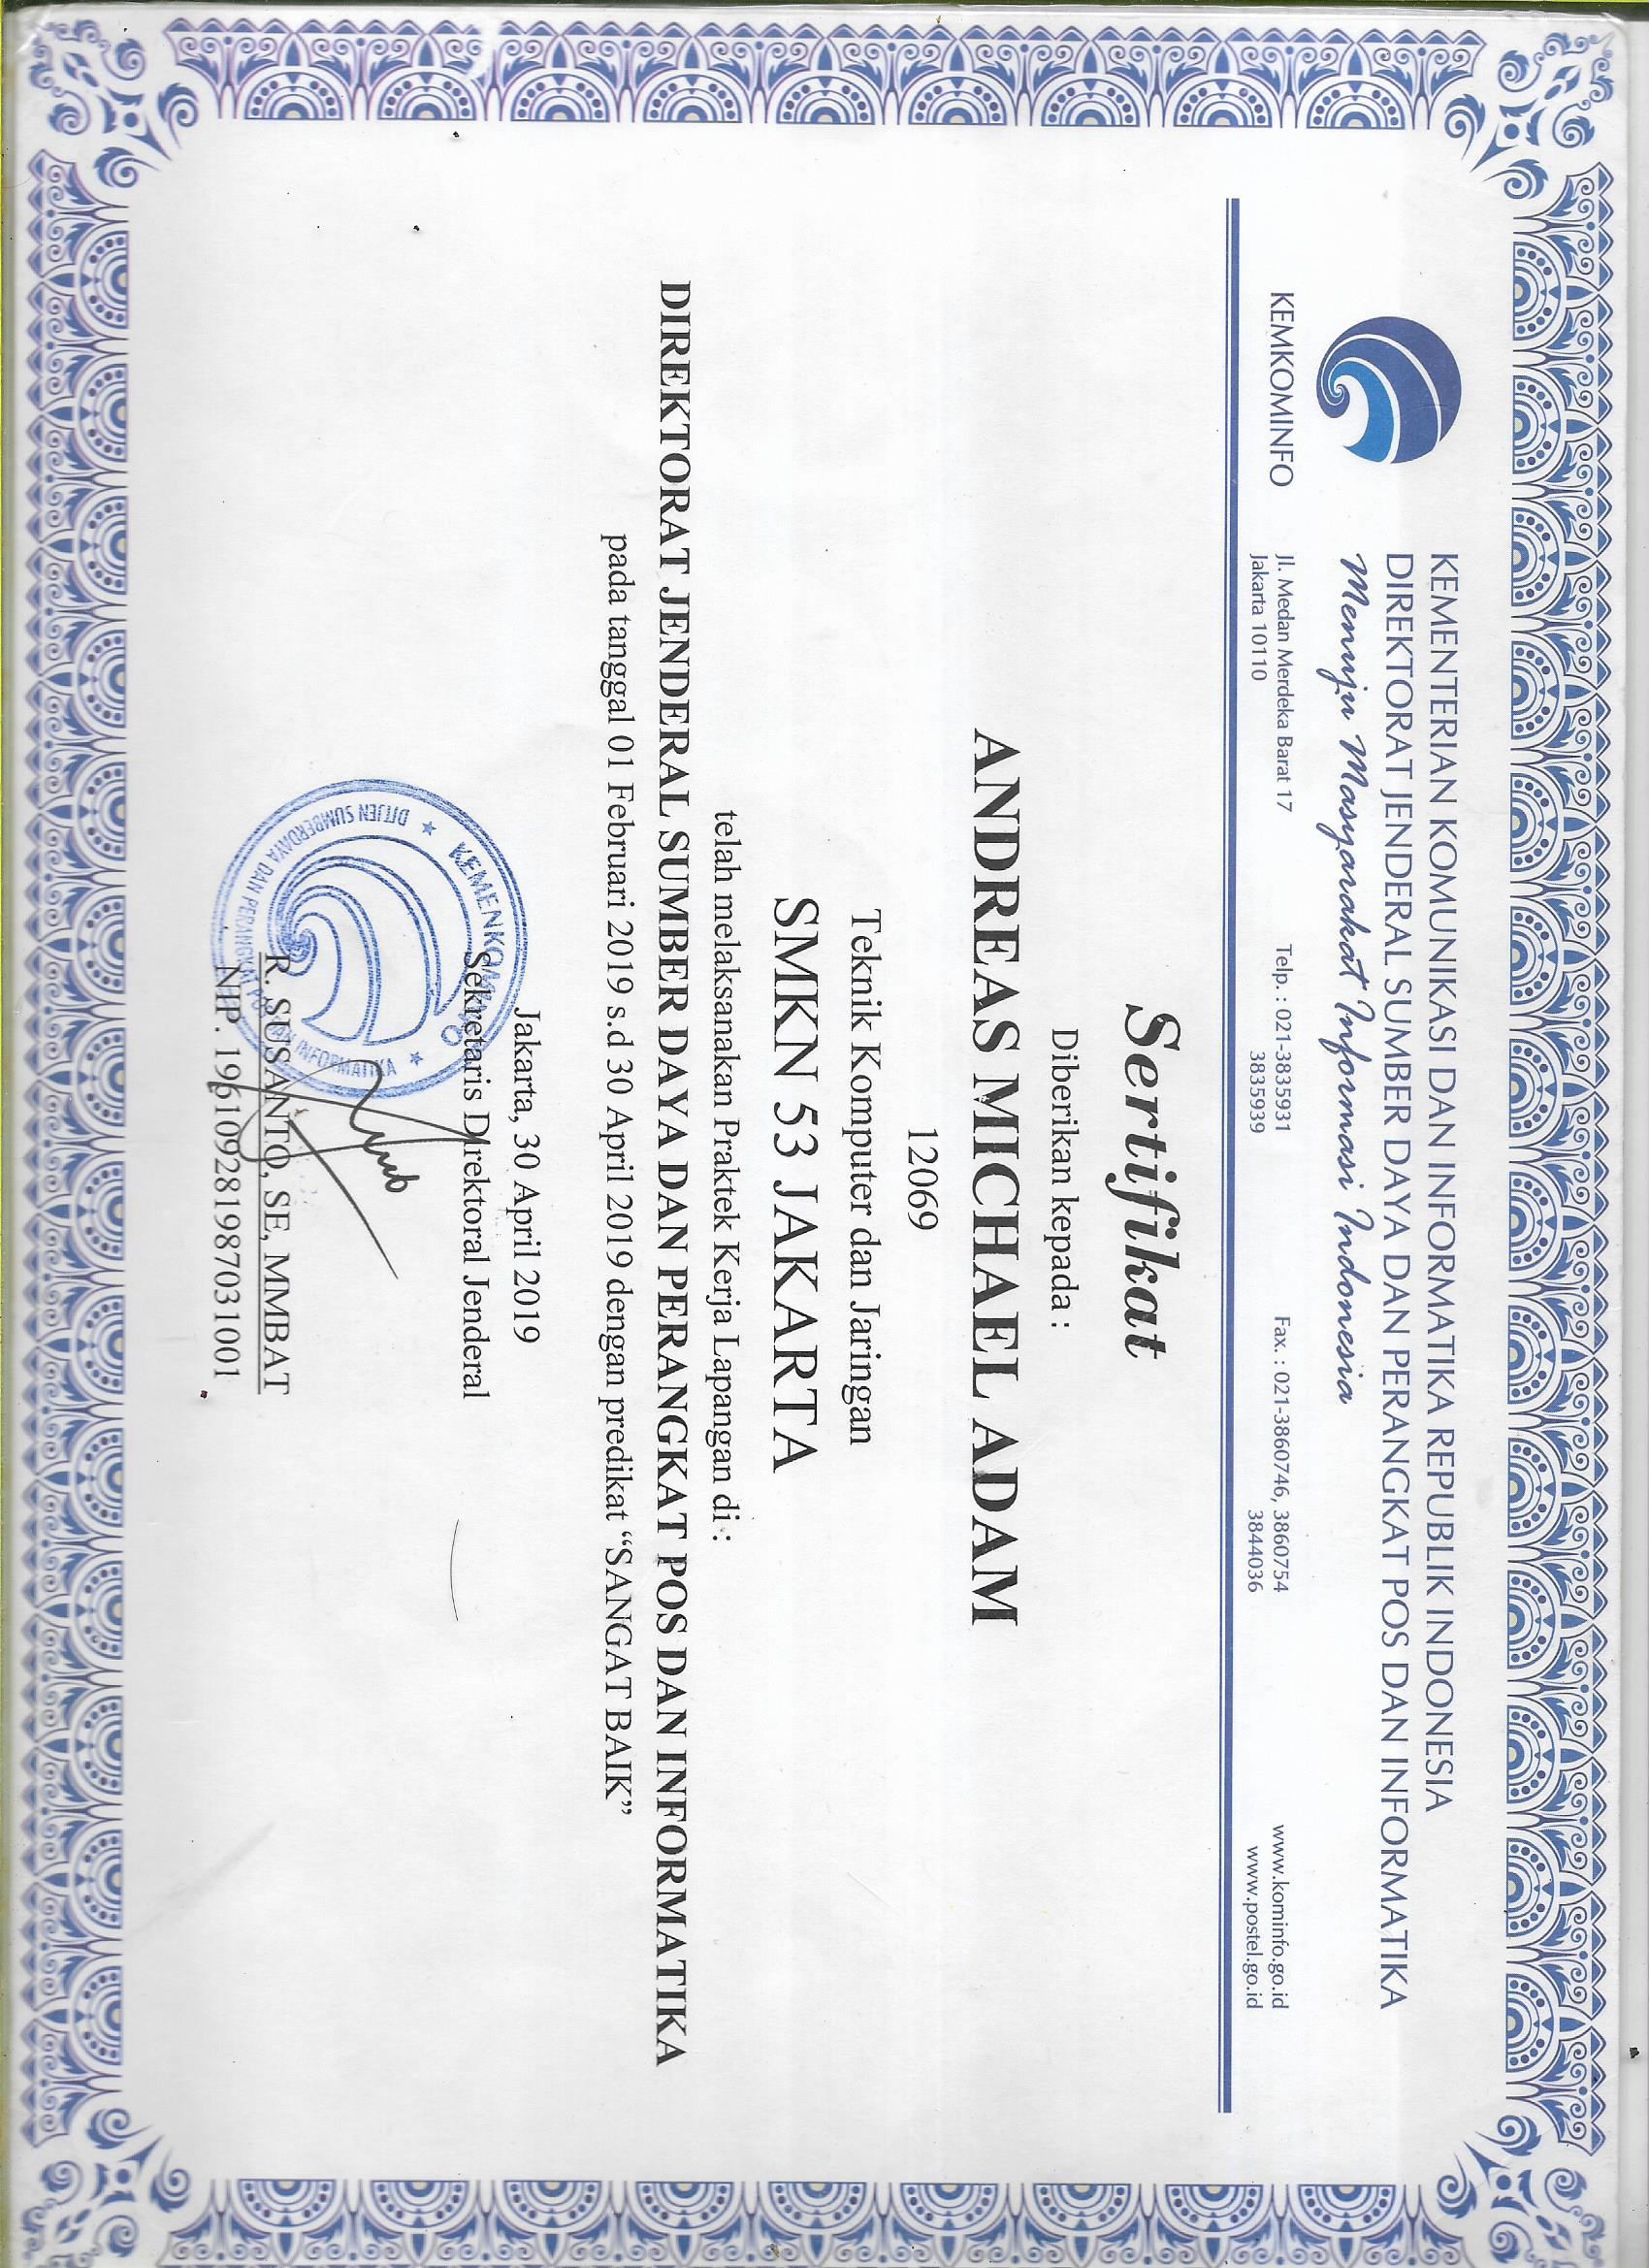 KEMENTERIAN KOMUNIKASI DAN INFORMATIKA REPUBLIK INDONESIA
DIREKTORAT JENDERAL SUMBER DAYA DAN PERANGKAT POS DAN INFORMATIKA
Menuju Masyarakat Informasi Indonesia
KEMKOMINFO
Jl. Medan Merdeka Barat 17 Telp. : 021-3835931 Fax. : 021-3860746, 3860754 www.kominfo.go.id
Jakarta 10110 3835939 3844036 www.postel.go.id
Sertifikat
Diberikan kepada :
ANDREAS MICHAEL ADAM
12069
Teknik Komputer dan Jaringan
SMKN 53 JAKARTA
telah melaksanakan Praktek Kerja Lapangan di :
DIREKTORAT JENDERAL SUMBER DAYA DAN PERANGKAT POS DAN INFORMATIKA
pada tanggal 01 Februari 2019 s.d 30 April 2019 dengan predikat “SANGAT BAIK”
Jakarta, 30 April 2019
Sekretaris Direktoral Jenderal
KEMENKOMINFO
DITJEN SUMBERDAYA DAN PERANGKAT POS DAN INFORMATIKA
R. SUSANTO, SE, MMBAT
NIP. 196109281987031001